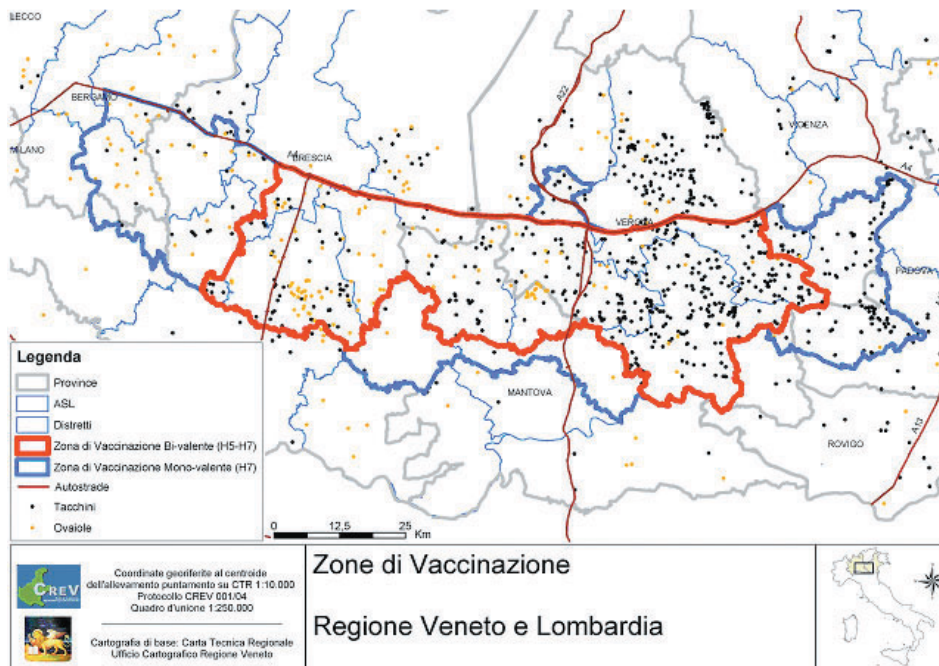 LECCO
BERGAMO
MILANO
A4
BRESCIA
A22
VICENZA
A4
VERONA
PADOVA
MANTOVA
ROVIGO
A13
Legenda
Province
ASL
Distretti
Zona di Vaccinazione Bi-valente (H5-H7)
Zona di Vaccinazione Mono-valente (H7)
Autostrade
Tacchini
Ovaiole
0 12,5 25
Km
CREV
Coordinate georiferite al centroide
dell'allevamento puntamento su CTR 1:10.000
Protocollo CREV 001/04
Quadro d'unione 1:250.000
Cartografia di base: Carta Tecnica Regionale
Ufficio Cartografico Regione Veneto
Zone di Vaccinazione
Regione Veneto e Lombardia